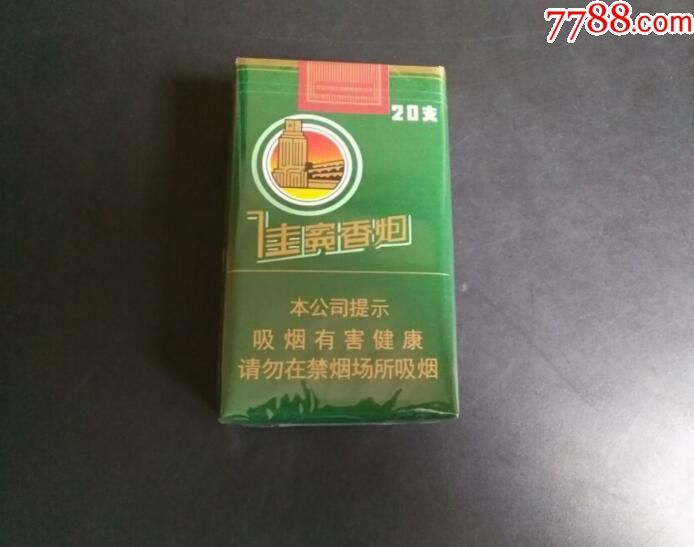 7788.com
20支
佳宾香烟
本公司提示
吸烟有害健康
请勿在禁烟场所吸烟